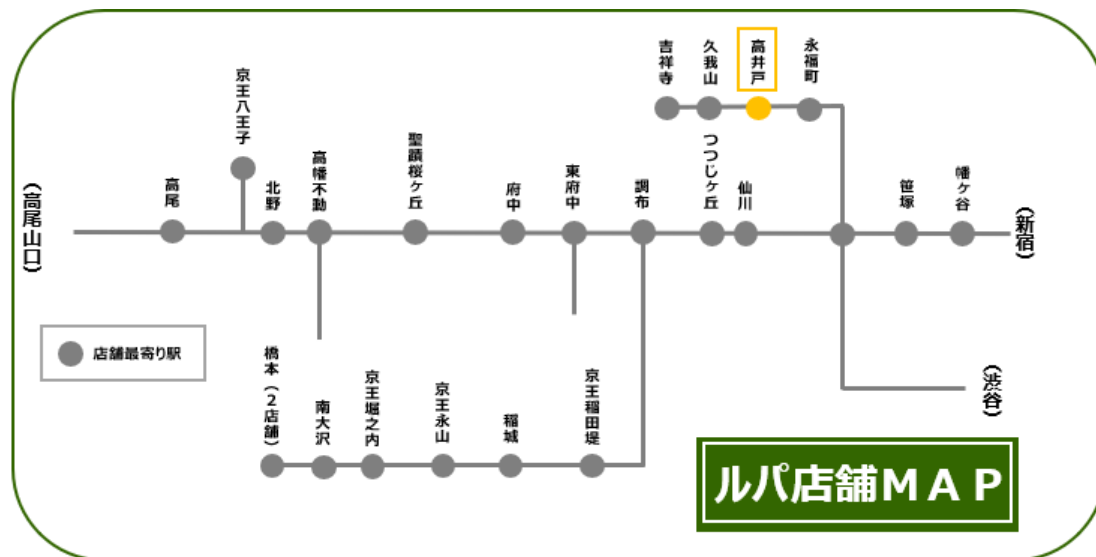 吉祥寺
久我山
高井戸
永福町
京王八王子
高尾
北野
高幡不動
聖蹟桜ヶ丘
府中
東府中
調布
つつじヶ丘
仙川
笹塚
幡ヶ谷
(高尾山口)
(新宿)
店舗最寄り駅
橋本(2店舗)
南大沢
京王堀之内
京王永山
稲城
京王稲田堤
(渋谷)
ルパ店舗MAP